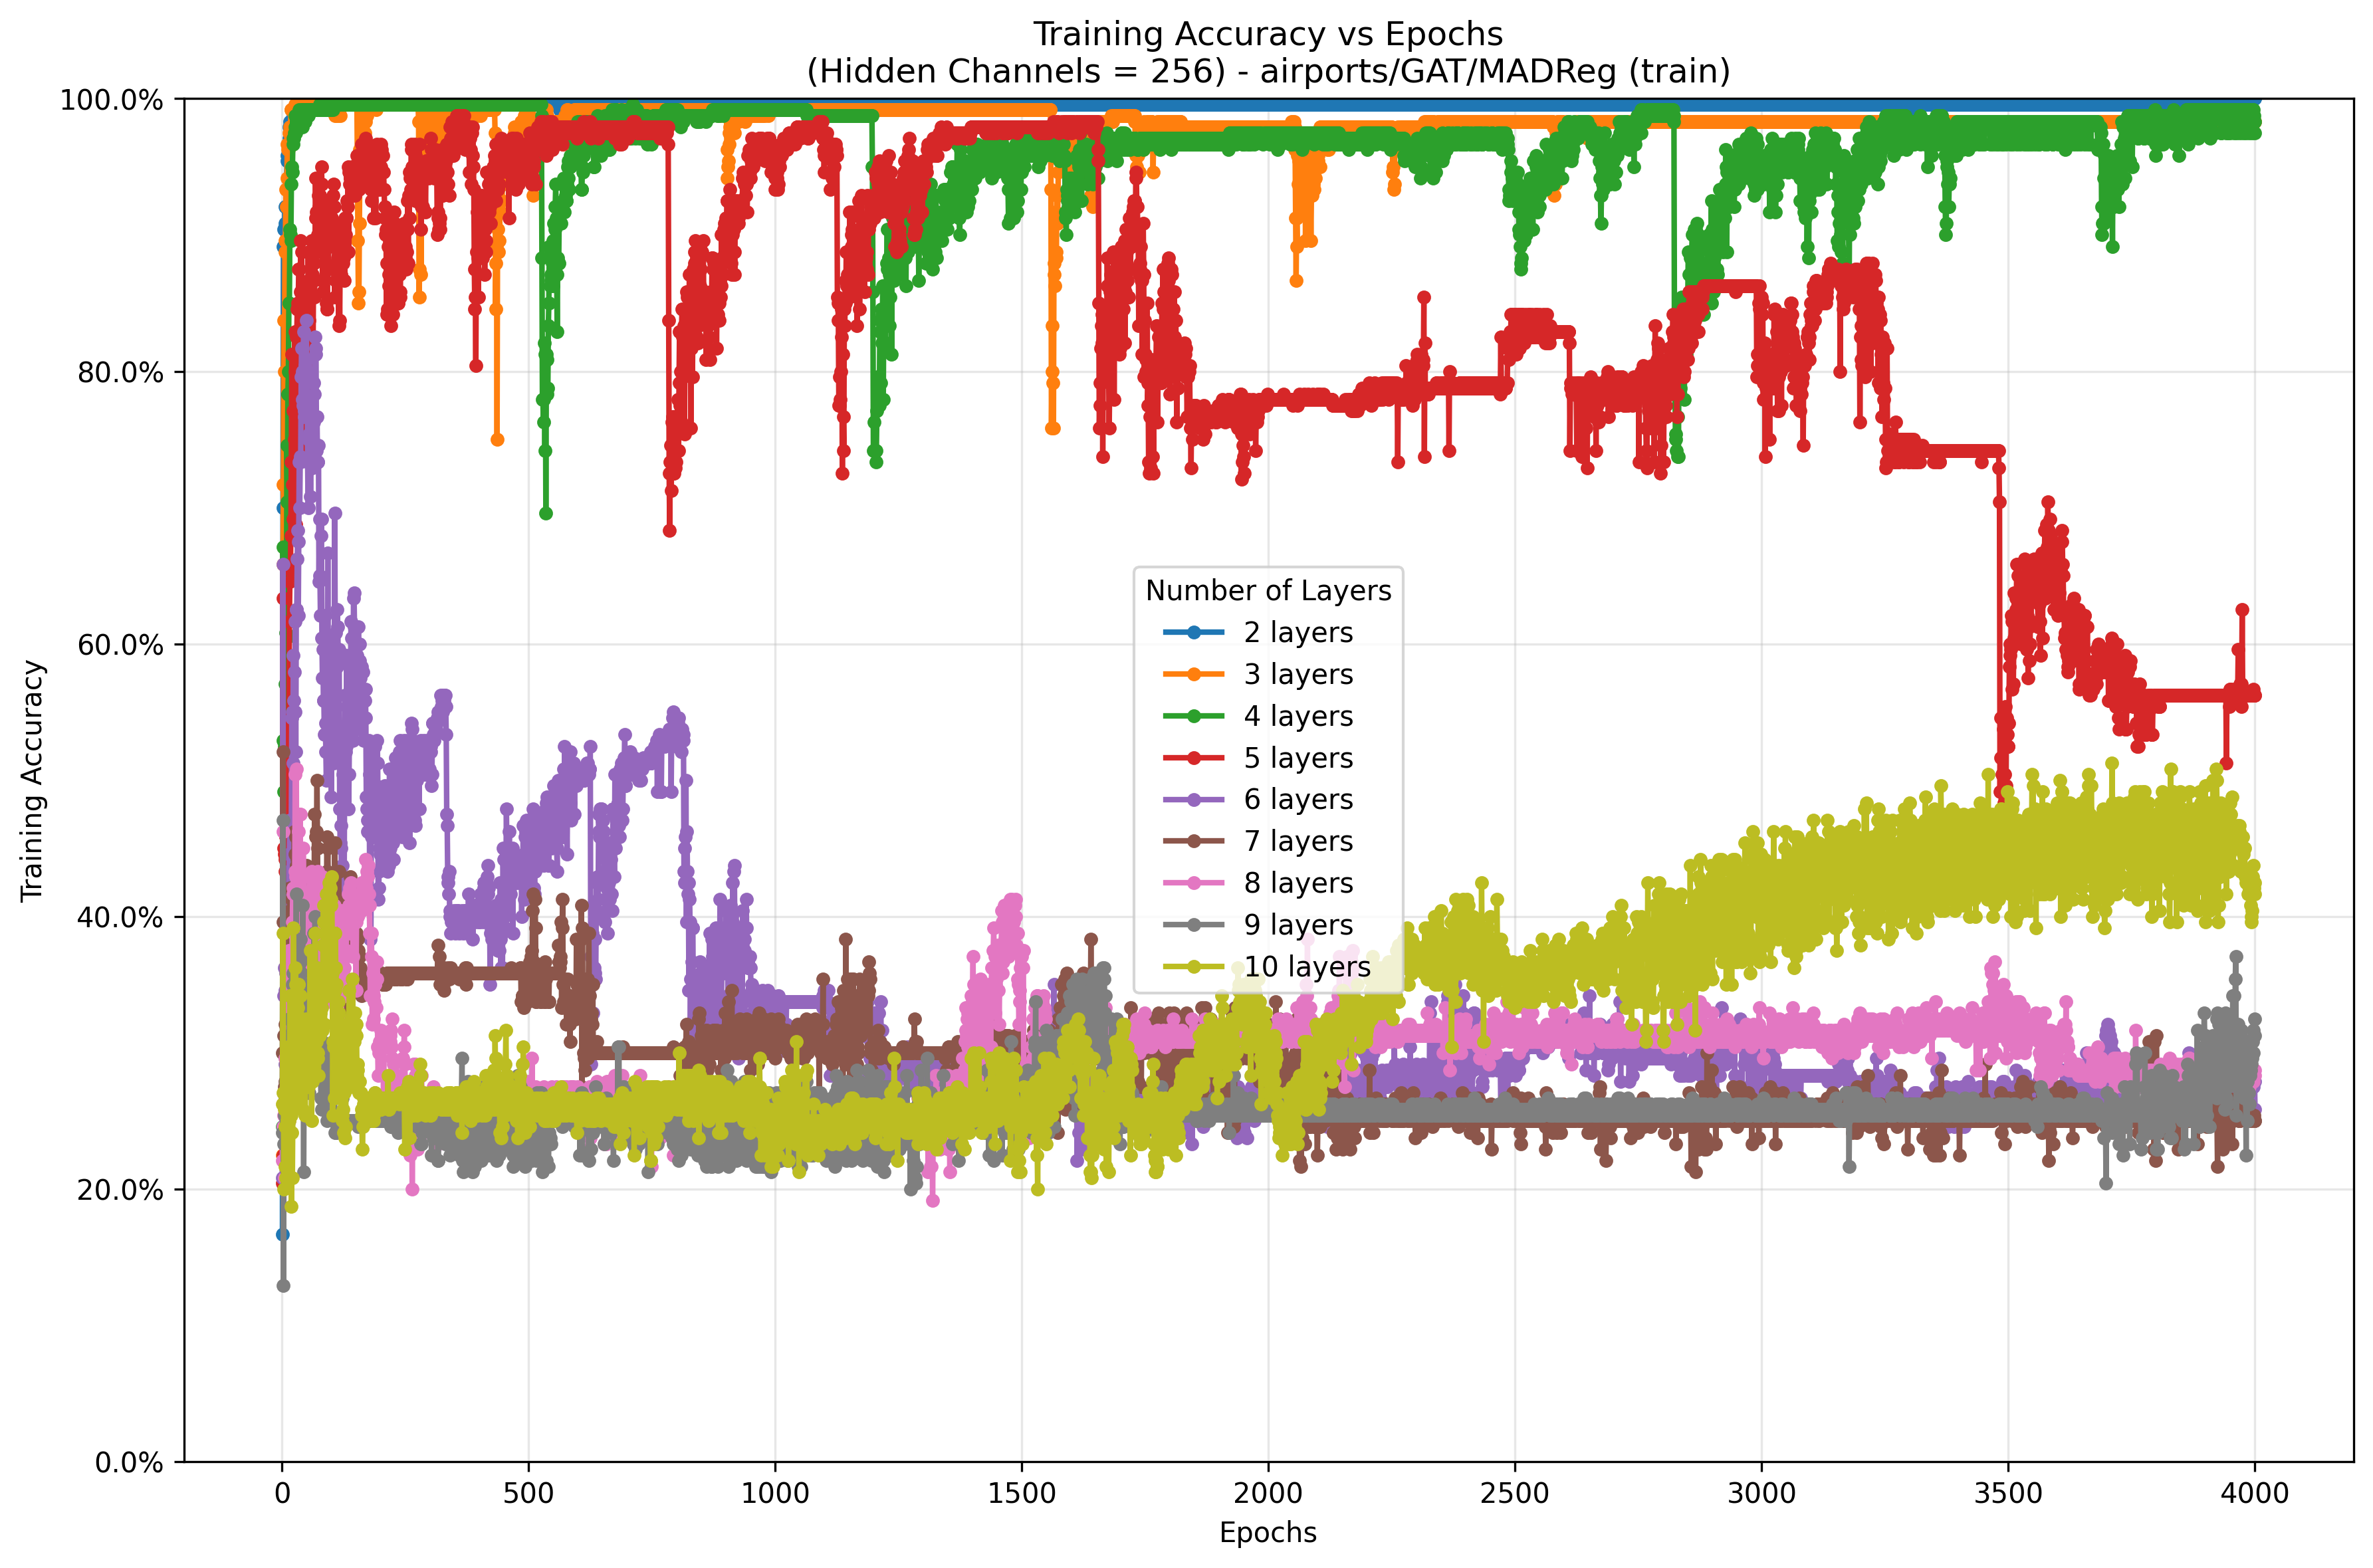 Training Accuracy vs Epochs
(Hidden Channels = 256) - airports/GAT/MADReg (train)
100.0%
80.0%
60.0%
40.0%
20.0%
0.0%
Training Accuracy
Number of Layers
2 layers
3 layers
4 layers
5 layers
6 layers
7 layers
8 layers
9 layers
10 layers
0
500
1000
1500
2000
2500
3000
3500
4000
Epochs